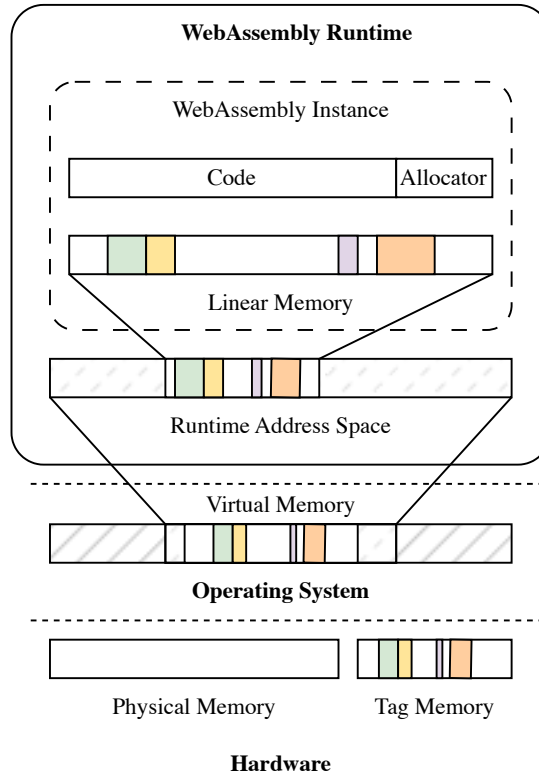 WebAssembly Runtime
WebAssembly Instance
Code
Allocator
Linear Memory
Runtime Address Space
Virtual Memory
Operating System
Physical Memory
Tag Memory
Hardware